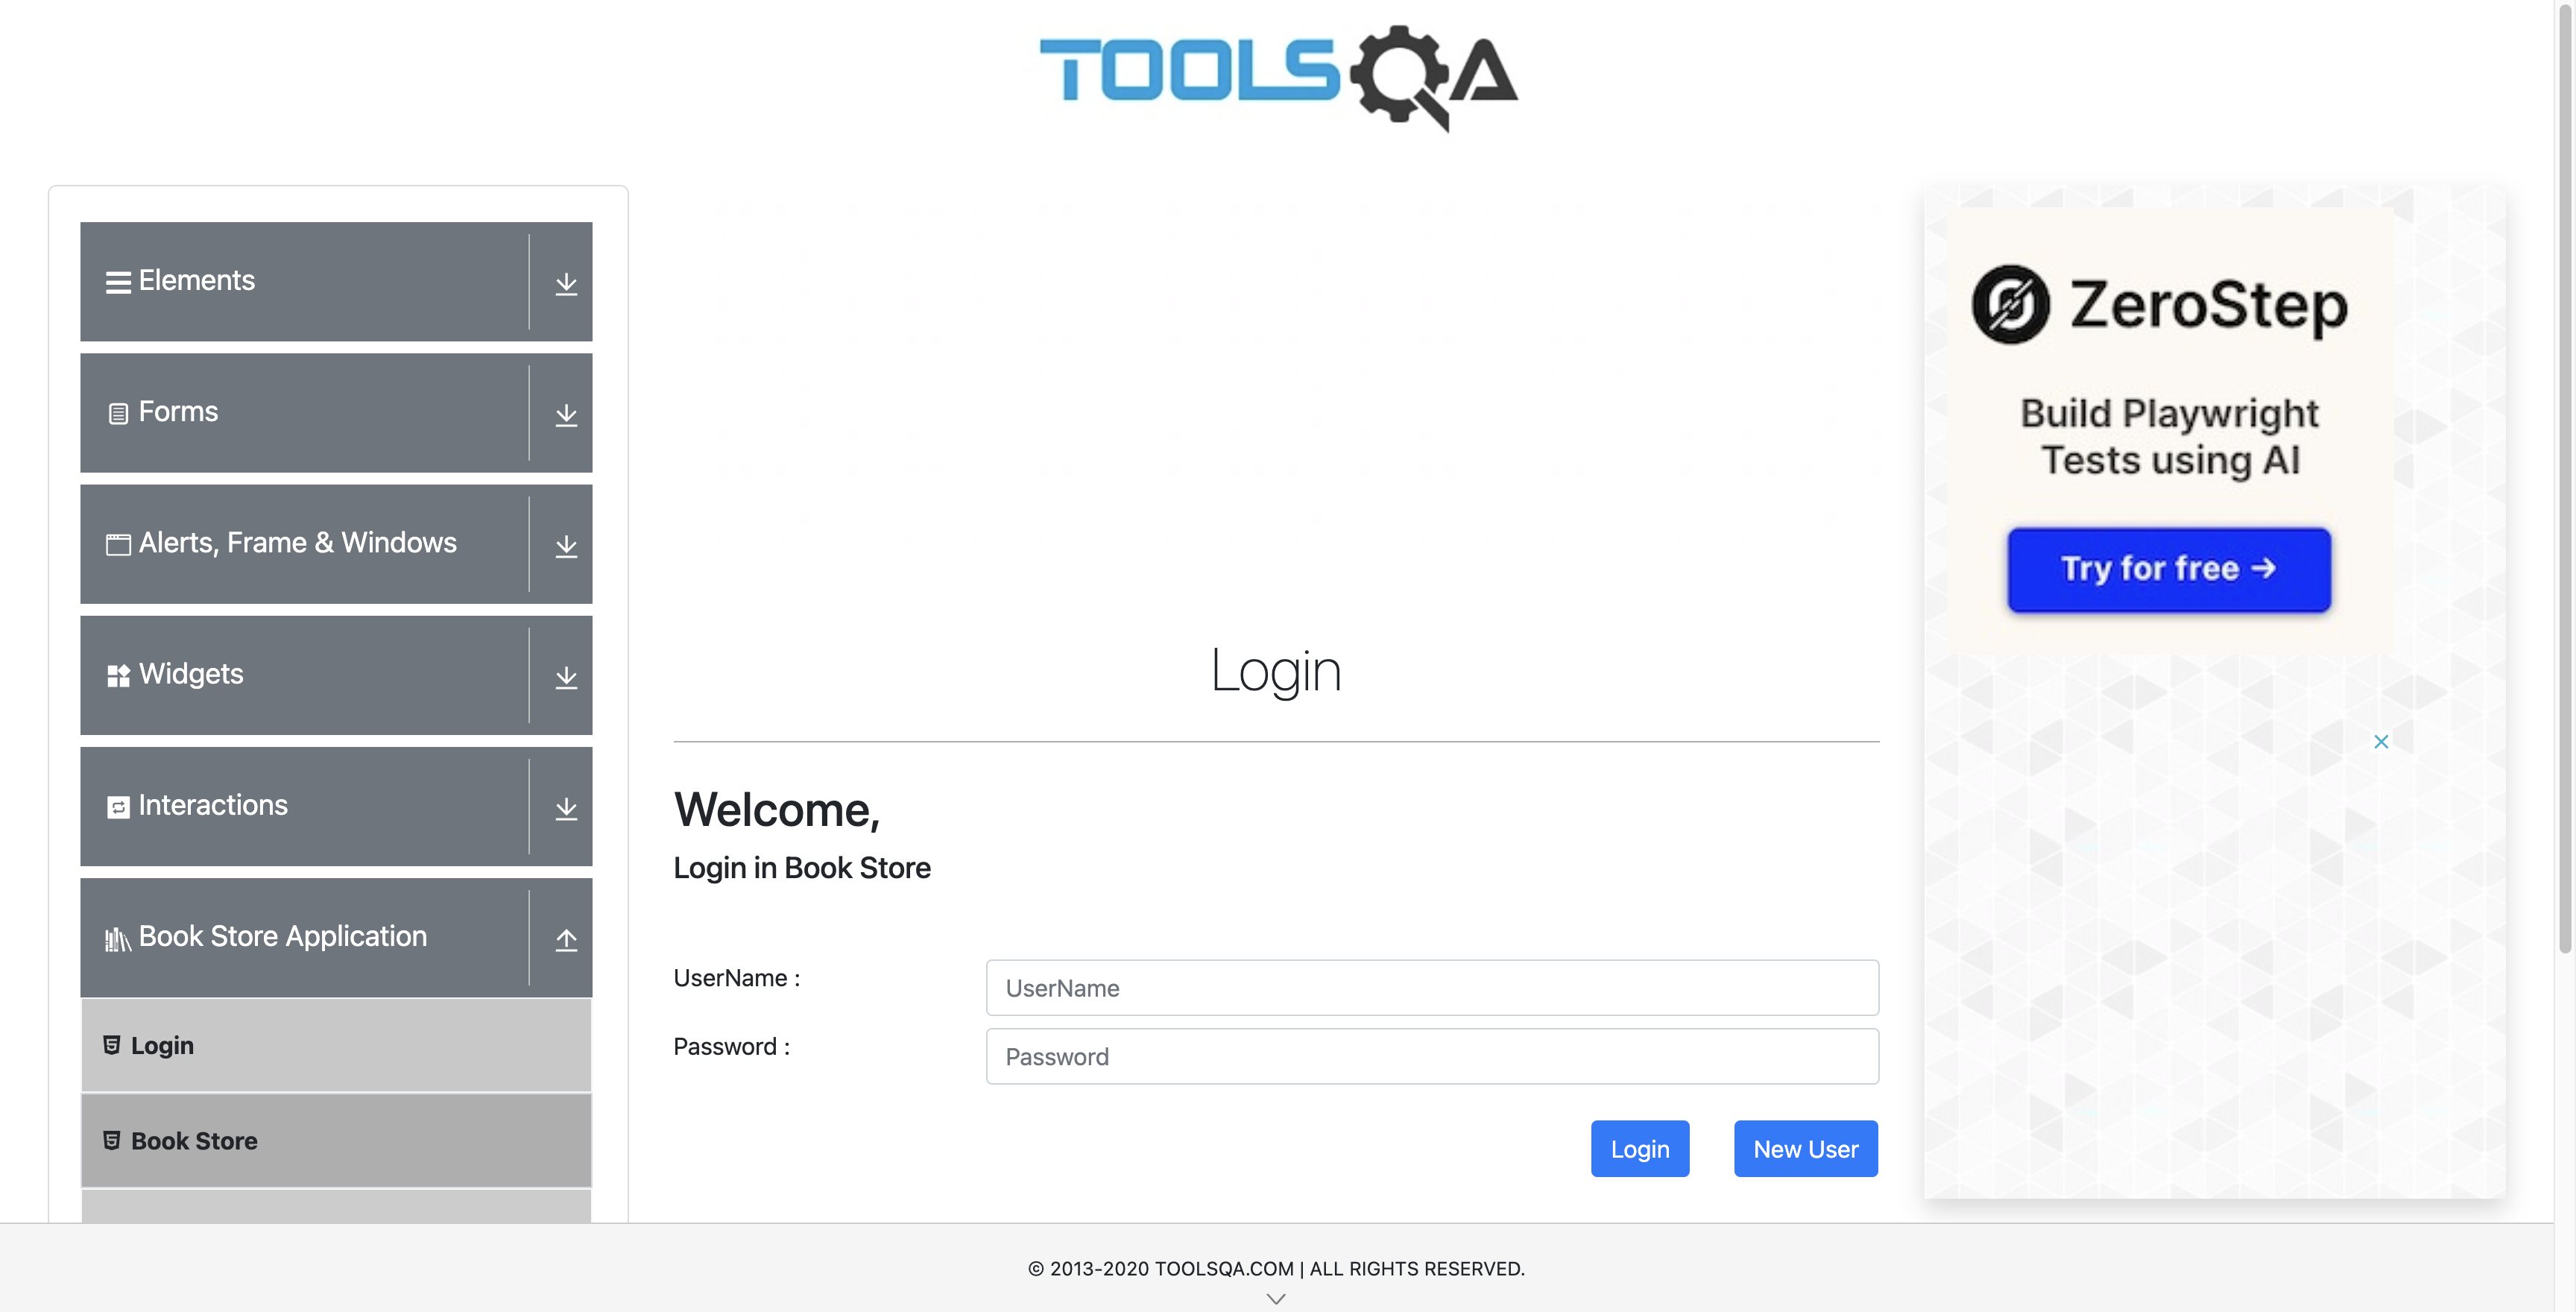 TOOLSQA
Elements
Forms
Alerts, Frame & Windows
Widgets
Interactions
Book Store Application
Login
Book Store
Login
Welcome,
Login in Book Store
UserName :
UserName
Password :
Password
Login
New User
ZeroStep
Build Playwright
Tests using AI
Try for free →
© 2013-2020 TOOLSQA.COM | ALL RIGHTS RESERVED.